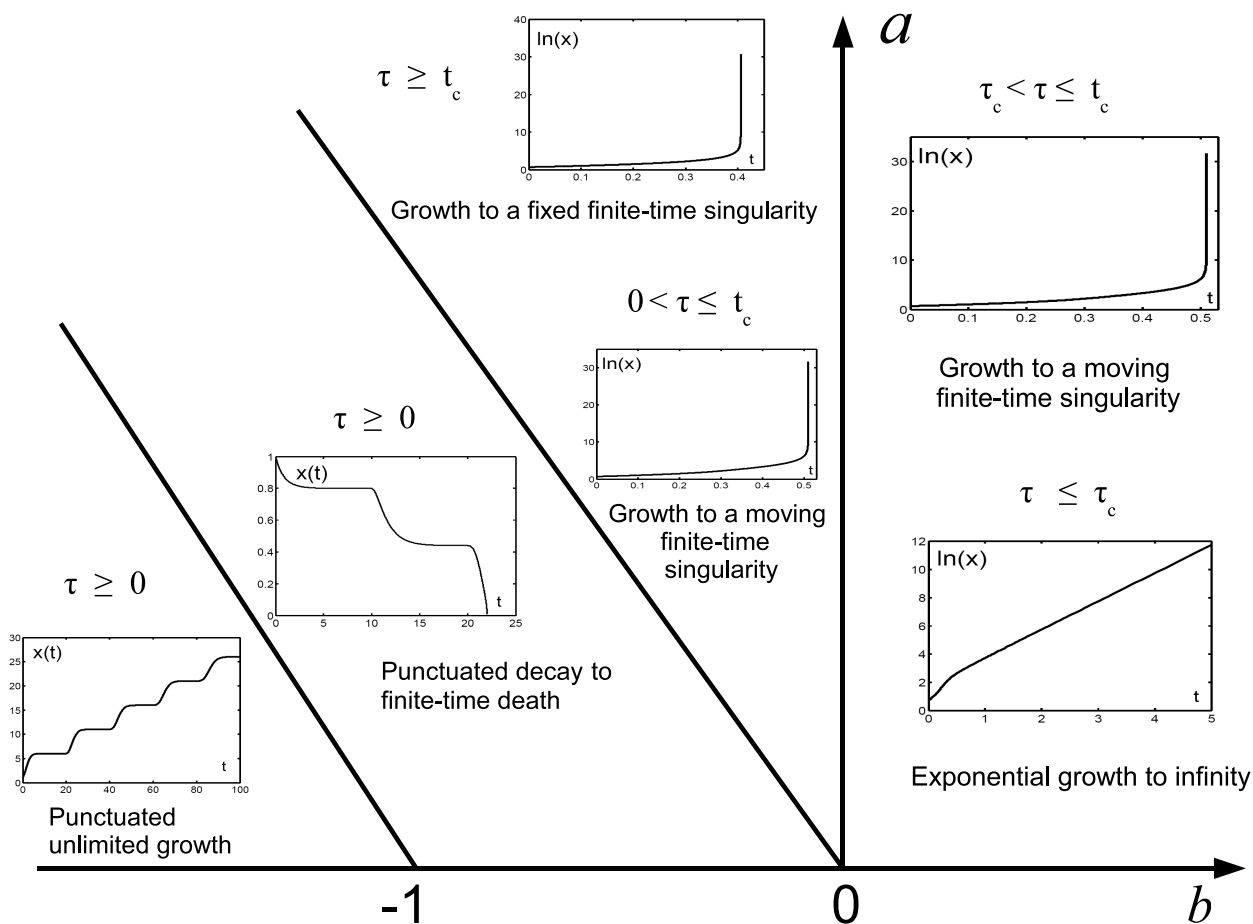 a
τ ≥ t_c
40
30
20
10
0
ln(x)
t
0
0.1
0.2
0.3
0.4
Growth to a fixed finite-time singularity
τ_c < τ ≤ t_c
30
20
10
0
ln(x)
t
0
0.1
0.2
0.3
0.4
0.5
Growth to a moving
finite-time singularity
0 < τ ≤ t_c
30
20
10
0
ln(x)
t
0
0.1
0.2
0.3
0.4
0.5
Growth to a moving
finite-time
singularity
τ ≥ 0
1
0.8
0.6
0.4
0.2
0
x(t)
t
0
5
10
15
20
25
Punctuated decay to
finite-time death
τ ≤ τ_c
12
10
8
6
4
2
0
ln(x)
t
0
1
2
3
4
5
Exponential growth to infinity
τ ≥ 0
30
25
20
15
10
5
0
x(t)
t
0
20
40
60
80
100
Punctuated
unlimited growth
-1
0
b